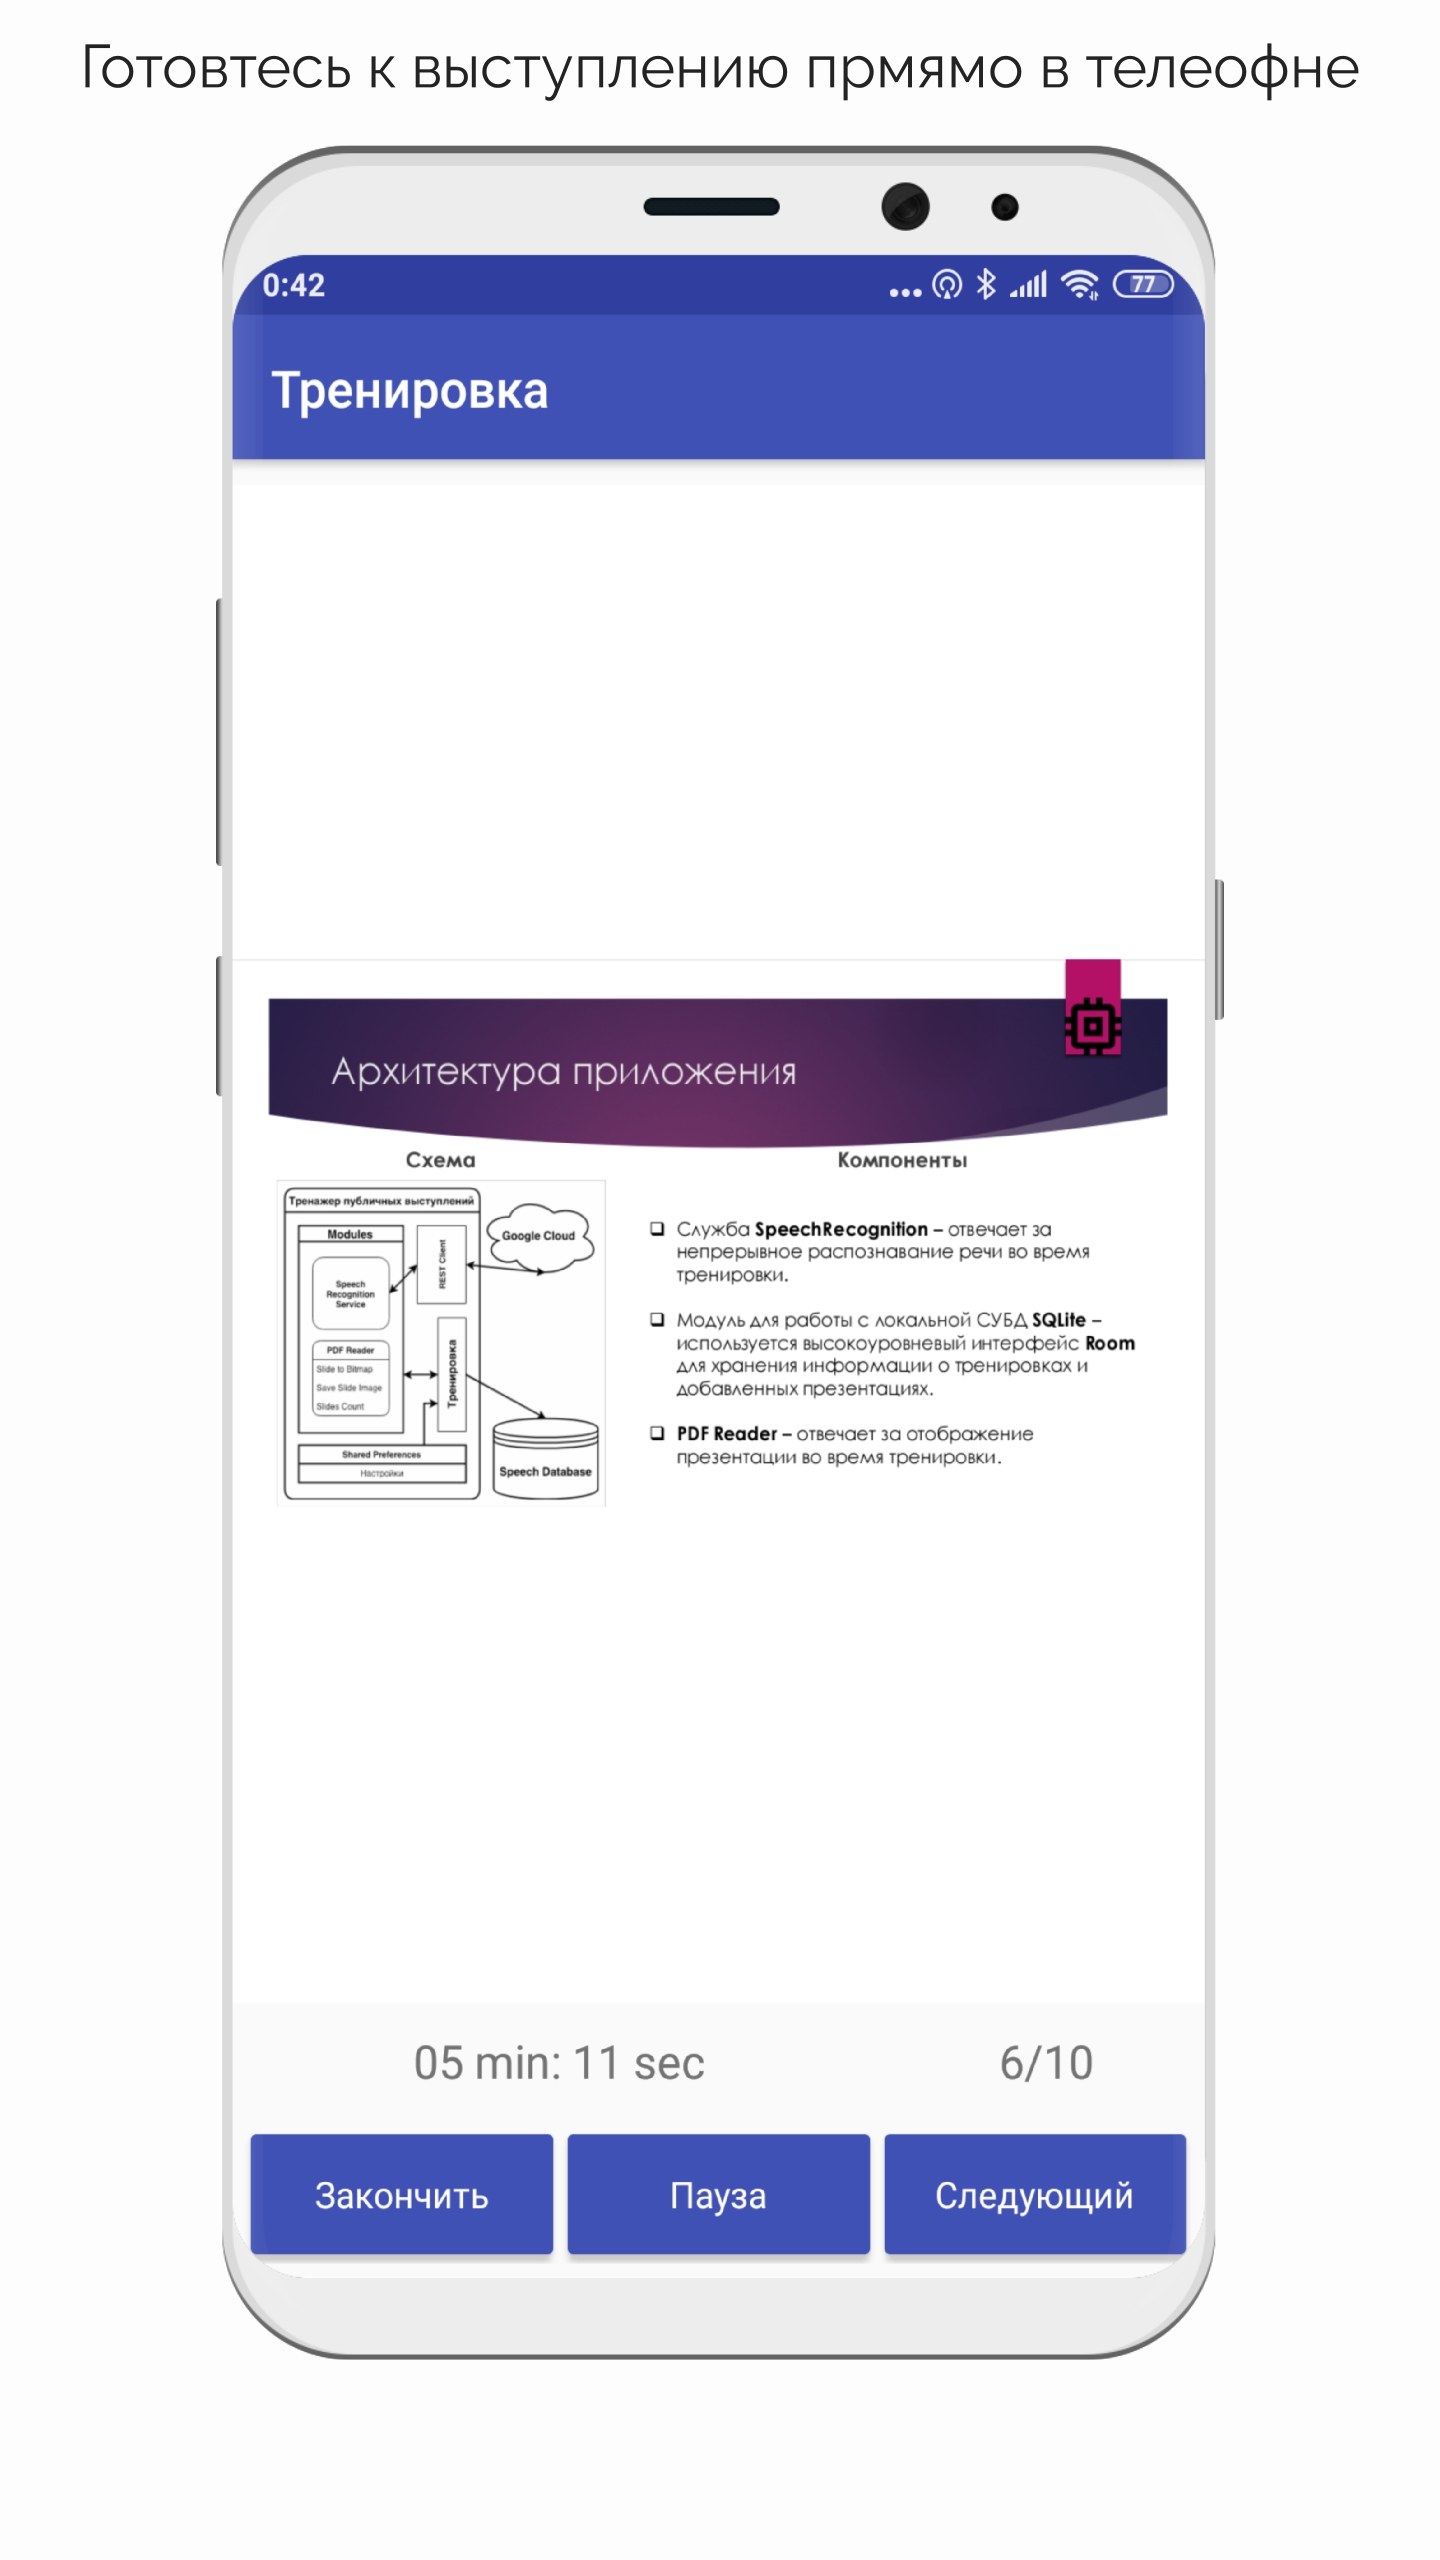 Готовтесь к выступлению прмямо в телеофне
0:42
77
Тренировка
Архитектура приложения
Схема
Тренажер публичных выступлений
Modules
Speech
Recognition
Service
REST Client
Google Cloud
PDF Reader
Slide to Bitmap
Save Slide Image
Slides Count
Тренировка
Shared Preferences
Настройки
Speech Database
Компоненты
Служба SpeechRecognition – отвечает за
непрерывное распознавание речи во время
тренировки.
Модуль для работы с локальной СУБД SQLite –
используется высокоуровневый интерфейс Room
для хранения информации о тренировках и
добавленных презентациях.
PDF Reader – отвечает за отображение
презентации во время тренировки.
05 min: 11 sec
6/10
Закончить
Пауза
Следующий